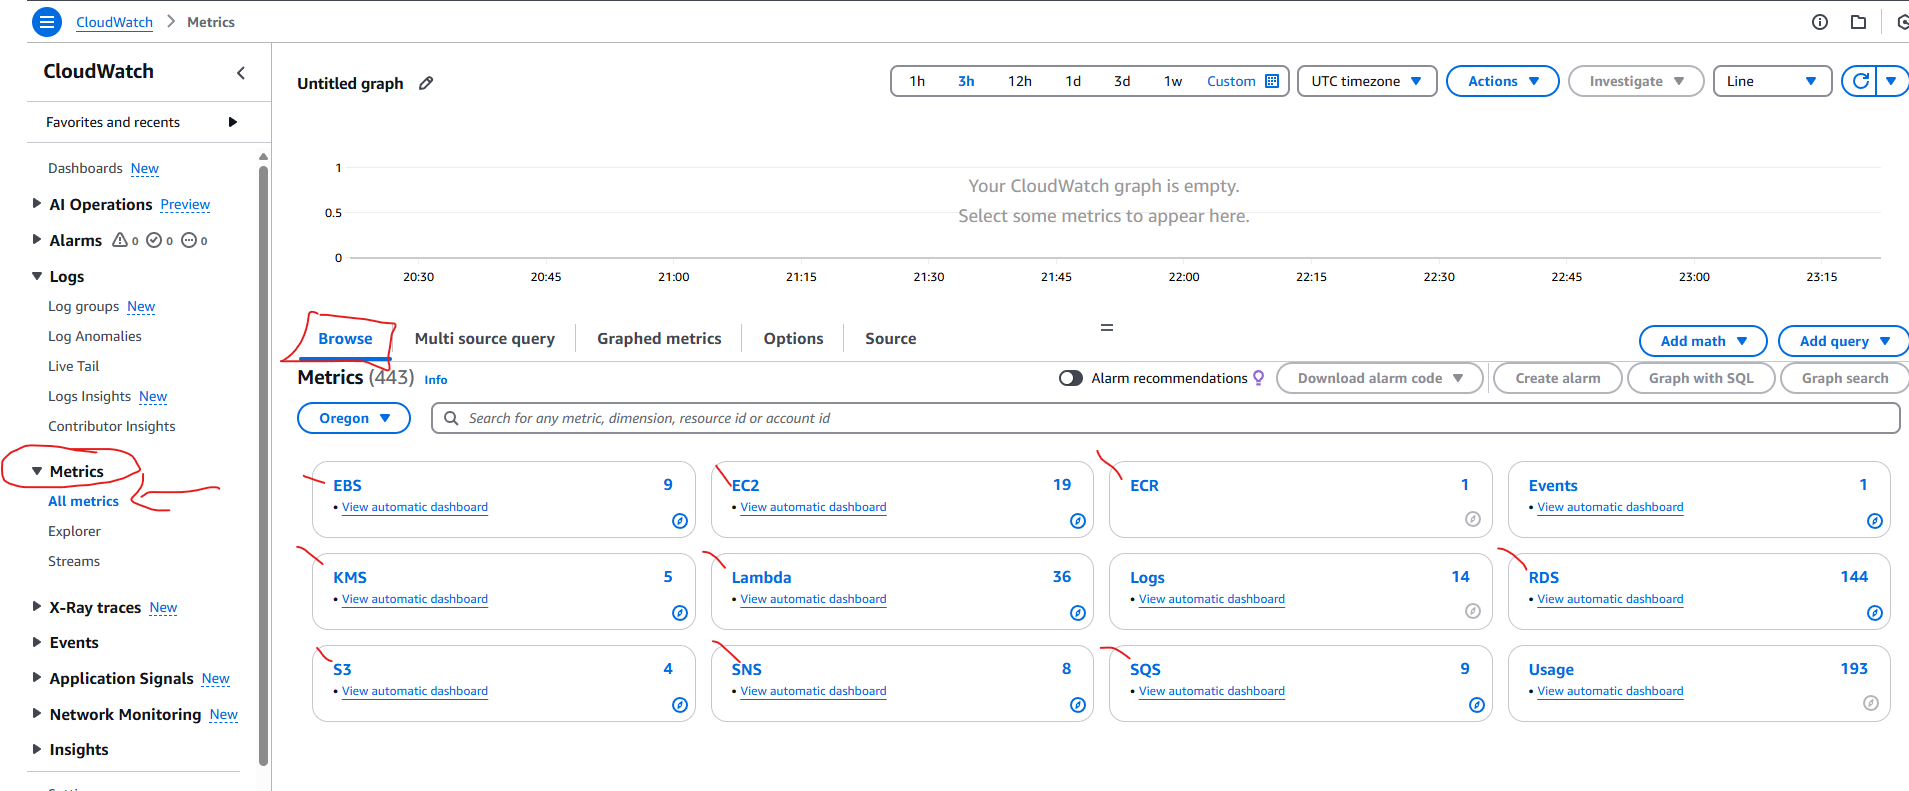 CloudWatch > Metrics
CloudWatch
Favorites and recents
Dashboards New
AI Operations Preview
Alarms 0 0 0
Logs
Log groups New
Log Anomalies
Live Tail
Logs Insights New
Contributor Insights
Metrics
All metrics
Explorer
Streams
X-Ray traces New
Events
Application Signals New
Network Monitoring New
Insights
Untitled graph
1h 3h 12h 1d 3d 1w Custom UTC timezone Actions Investigate Line
1
Your CloudWatch graph is empty.
0.5
Select some metrics to appear here.
0
20:30 20:45 21:00 21:15 21:30 21:45 22:00 22:15 22:30 22:45 23:00 23:15
Browse Multi source query Graphed metrics Options Source Add math Add query
Metrics (443) Info Alarm recommendations Download alarm code Create alarm Graph with SQL Graph search
Oregon Search for any metric, dimension, resource id or account id
EBS 9
• View automatic dashboard
EC2 19
• View automatic dashboard
ECR 1
Events 1
• View automatic dashboard
KMS 5
• View automatic dashboard
Lambda 36
• View automatic dashboard
Logs 14
• View automatic dashboard
RDS 144
• View automatic dashboard
S3 4
• View automatic dashboard
SNS 8
• View automatic dashboard
SQS 9
• View automatic dashboard
Usage 193
• View automatic dashboard